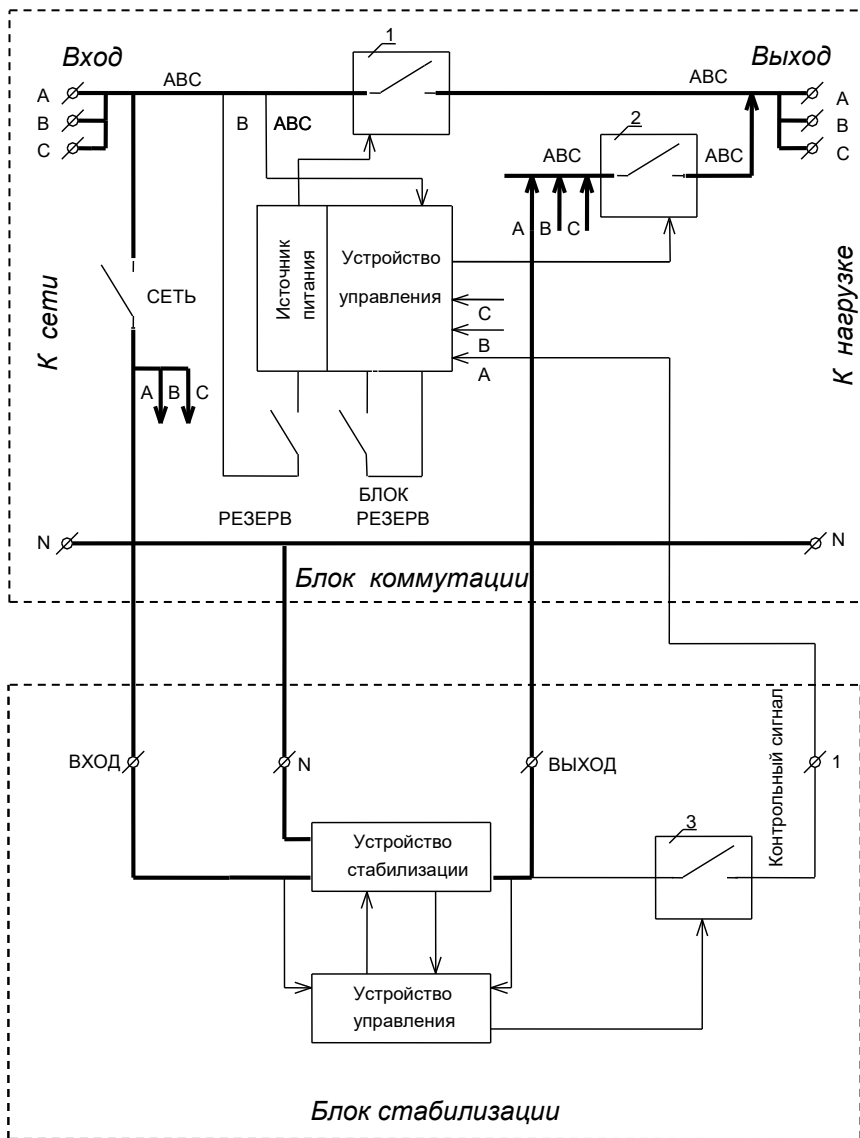 1
Вход
Выход
ABC
ABC
A
A
B
ABC
2
B
B
C
ABC
ABC
C
A B C
Источник
питания
Устройство
управления
К сети
СЕТЬ
К нагрузке
C
B
A
A B C
БЛОК
РЕЗЕРВ
РЕЗЕРВ
N
N
Блок коммутации
Контрольный сигнал
ВХОД
N
ВЫХОД
1
3
Устройство
стабилизации
Устройство
управления
Блок стабилизации